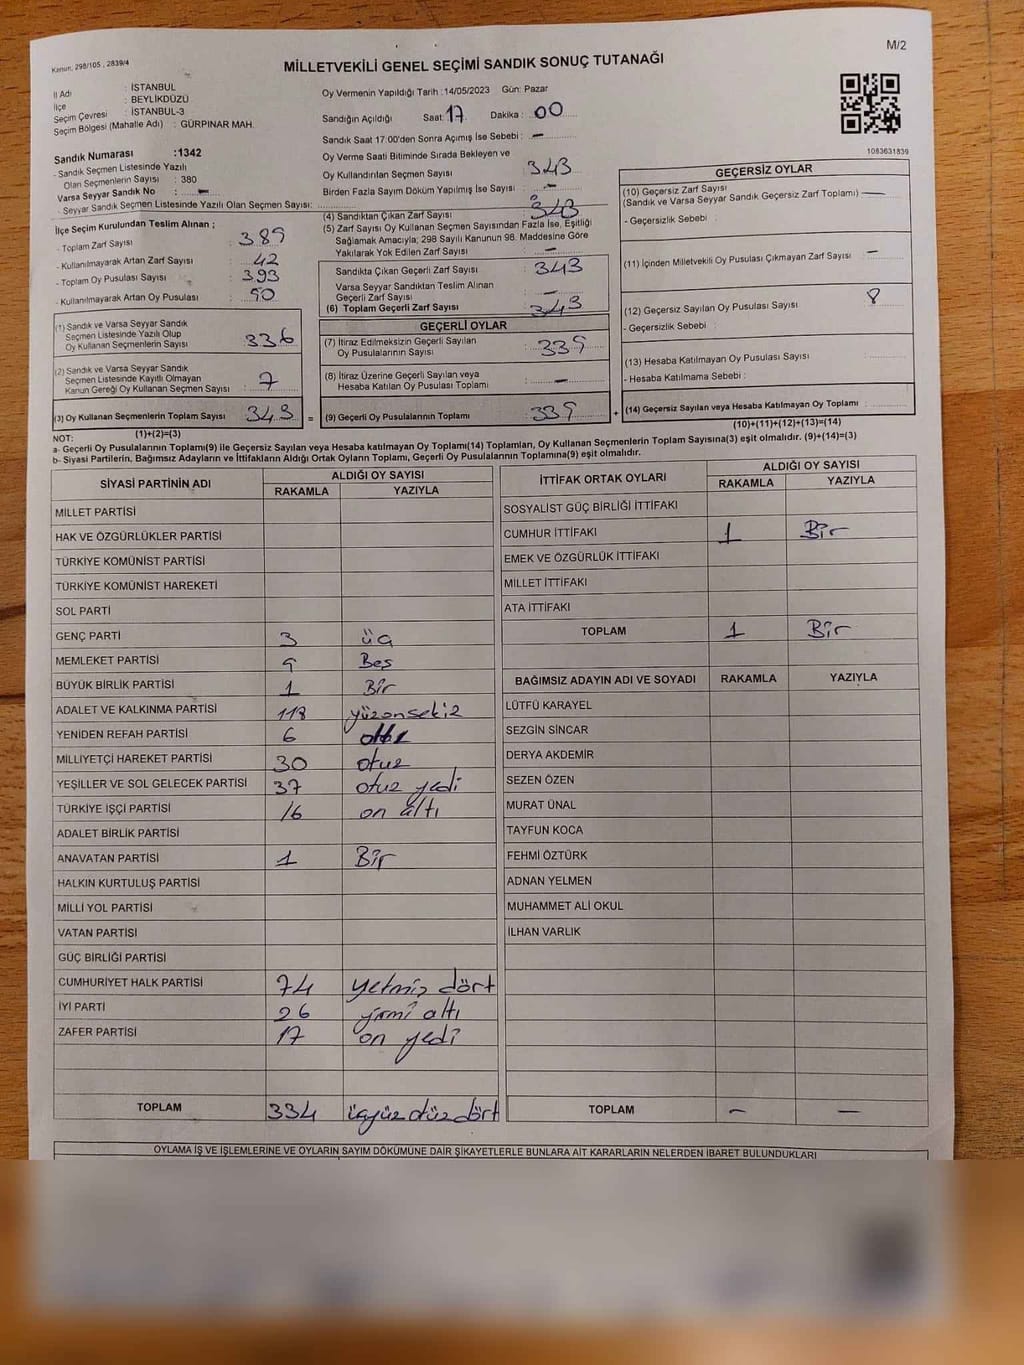 M/2
Kanun, 298/105 , 2839/4
MİLLETVEKİLİ GENEL SEÇİMİ SANDIK SONUÇ TUTANAĞI
İl Adı : İSTANBUL
İlçe : BEYLİKDÜZÜ
Seçim Çevresi : İSTANBUL-3
Seçim Bölgesi (Mahalle Adı) : GÜRPINAR MAH.
Oy Vermenin Yapıldığı Tarih :14/05/2023 Gün: Pazar
Sandığın Açıldığı Saat: 17 Dakika : 00
Sandık Saat 17:00'den Sonra Açımış İse Sebebi : –
1083631839
Sandık Numarası :1342
- Sandık Seçmen Listesinde Yazılı
Olan Seçmenlerin Sayısı : 380
Varsa Seyyar Sandık No : –
- Seyyar Sandık Seçmen Listesinde Yazılı Olan Seçmen Sayısı:
Oy Verme Saati Bitiminde Sırada Bekleyen ve
Oy Kullandırılan Seçmen Sayısı 343
Birden Fazla Sayım Döküm Yapılmış İse Sayısı : –
İlçe Seçim Kurulundan Teslim Alınan ;
- Toplam Zarf Sayısı : 389
- Kullanılmayarak Artan Zarf Sayısı : 42
- Toplam Oy Pusulası Sayısı : 393
- Kullanılmayarak Artan Oy Pusulası : 50
(4) Sandıktan Çıkan Zarf Sayısı : 343
(5) Zarf Sayısı Oy Kullanan Seçmen Sayısından Fazla İse, Eşitliği
Sağlamak Amacıyla; 298 Sayılı Kanunun 98. Maddesine Göre
Yakılarak Yok Edilen Zarf Sayısı –
Sandıkta Çıkan Geçerli Zarf Sayısı : 343
Varsa Seyyar Sandıktan Teslim Alınan
Geçerli Zarf Sayısı : –
(6) Toplam Geçerli Zarf Sayısı : 343
GEÇERSİZ OYLAR
(10) Geçersiz Zarf Sayısı
(Sandık ve Varsa Seyyar Sandık Geçersiz Zarf Toplamı) —
- Geçersizlik Sebebi :
(11) İçinden Milletvekili Oy Pusulası Çıkmayan Zarf Sayısı –
(12) Geçersiz Sayılan Oy Pusulası Sayısı 8
- Geçersizlik Sebebi :
(13) Hesaba Katılmayan Oy Pusulası Sayısı
- Hesaba Katılmama Sebebi :
(14) Geçersiz Sayılan veya Hesaba Katılmayan Oy Toplamı :
(10)+(11)+(12)+(13)=(14)
(1) Sandık ve Varsa Seyyar Sandık
Seçmen Listesinde Yazılı Olup
Oy Kullanan Seçmenlerin Sayısı : 336
(2) Sandık ve Varsa Seyyar Sandık
Seçmen Listesinde Kayıtlı Olmayan
Kanun Gereği Oy Kullanan Seçmen Sayısı : 7
(3) Oy Kullanan Seçmenlerin Toplam Sayısı : 343 =
(1)+(2)=(3)
GEÇERLİ OYLAR
(7) İtiraz Edilmeksizin Geçerli Sayılan
Oy Pusulalarının Sayısı : 335
(8) İtiraz Üzerine Geçerli Sayılan veya
Hesaba Katılan Oy Pusulası Toplamı : –
(9) Geçerli Oy Pusulalarının Toplamı : 335 +
NOT:
a- Geçerli Oy Pusulalarının Toplamı(9) ile Geçersiz Sayılan veya Hesaba katılmayan Oy Toplamı(14) Toplamları, Oy Kullanan Seçmenlerin Toplam Sayısına(3) eşit olmalıdır. (9)+(14)=(3)
b- Siyasi Partilerin, Bağımsız Adayların ve İttifakların Aldığı Ortak Oyların Toplamı, Geçerli Oy Pusulalarının Toplamına(9) eşit olmalıdır.
SİYASİ PARTİNİN ADI ALDIĞI OY SAYISI
RAKAMLA YAZIYLA
MİLLET PARTİSİ
HAK VE ÖZGÜRLÜKLER PARTİSİ
TÜRKİYE KOMÜNİST PARTİSİ
TÜRKİYE KOMÜNİST HAREKETİ
SOL PARTİ
GENÇ PARTİ 3 üç
MEMLEKET PARTİSİ 5 Beş
BÜYÜK BİRLİK PARTİSİ 1 Bir
ADALET VE KALKINMA PARTİSİ 118 yüzonsekiz
YENİDEN REFAH PARTİSİ 6 altı
MİLLİYETÇİ HAREKET PARTİSİ 30 otuz
YEŞİLLER VE SOL GELECEK PARTİSİ 37 otuz yedi
TÜRKİYE İŞÇİ PARTİSİ 16 on altı
ADALET BİRLİK PARTİSİ
ANAVATAN PARTİSİ 1 Bir
HALKIN KURTULUŞ PARTİSİ
MİLLİ YOL PARTİSİ
VATAN PARTİSİ
GÜÇ BİRLİĞİ PARTİSİ
CUMHURİYET HALK PARTİSİ 74 yetmiş dört
İYİ PARTİ 26 yirmi altı
ZAFER PARTİSİ 17 on yedi
TOPLAM 334 üçyüz otuz dört
İTTİFAK ORTAK OYLARI ALDIĞI OY SAYISI
RAKAMLA YAZIYLA
SOSYALİST GÜÇ BİRLİĞİ İTTİFAKI
CUMHUR İTTİFAKI 1 Bir
EMEK VE ÖZGÜRLÜK İTTİFAKI
MİLLET İTTİFAKI
ATA İTTİFAKI
TOPLAM 1 Bir
BAĞIMSIZ ADAYIN ADI VE SOYADI RAKAMLA YAZIYLA
LÜTFÜ KARAYEL
SEZGİN SİNCAR
DERYA AKDEMİR
SEZEN ÖZEN
MURAT ÜNAL
TAYFUN KOCA
FEHMİ ÖZTÜRK
ADNAN YELMEN
MUHAMMET ALİ OKUL
İLHAN VARLIK
TOPLAM – —
OYLAMA İŞ VE İŞLEMLERİNE VE OYLARIN SAYIM DÖKÜMÜNE DAİR ŞİKAYETLERLE BUNLARA AİT KARARLARIN NELERDEN İBARET BULUNDUKLARI